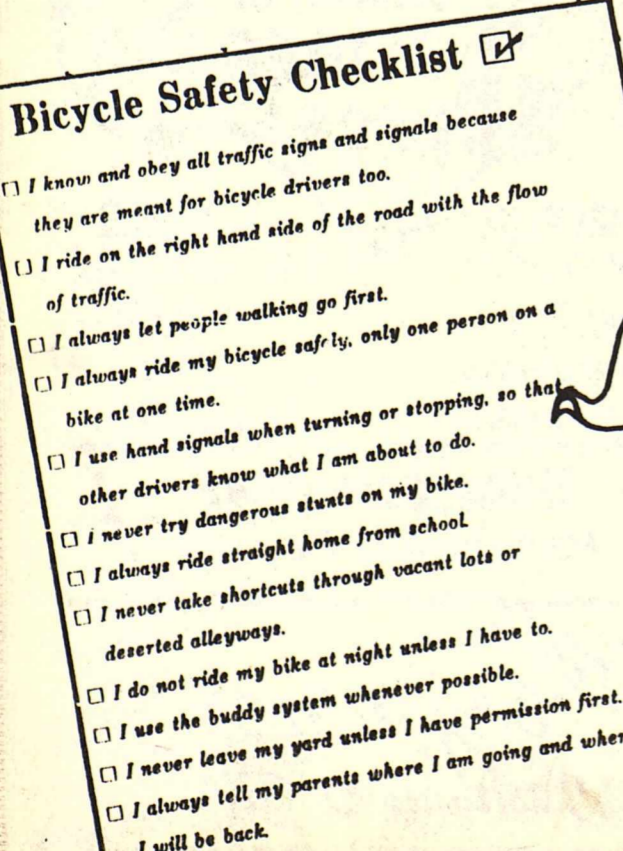 Bicycle Safety Checklist
I know and obey all traffic signs and signals because
they are meant for bicycle drivers too.
I ride on the right hand side of the road with the flow
of traffic.
I always let people walking go first.
I always ride my bicycle safely, only one person on a
bike at one time.
I use hand signals when turning or stopping, so that
other drivers know what I am about to do.
i never try dangerous stunts on my bike.
I always ride straight home from school.
I never take shortcuts through vacant lots or
deserted alleyways.
I do not ride my bike at night unless I have to.
I use the buddy system whenever possible.
I never leave my yard unless I have permission first.
I always tell my parents where I am going and when
I will be back.